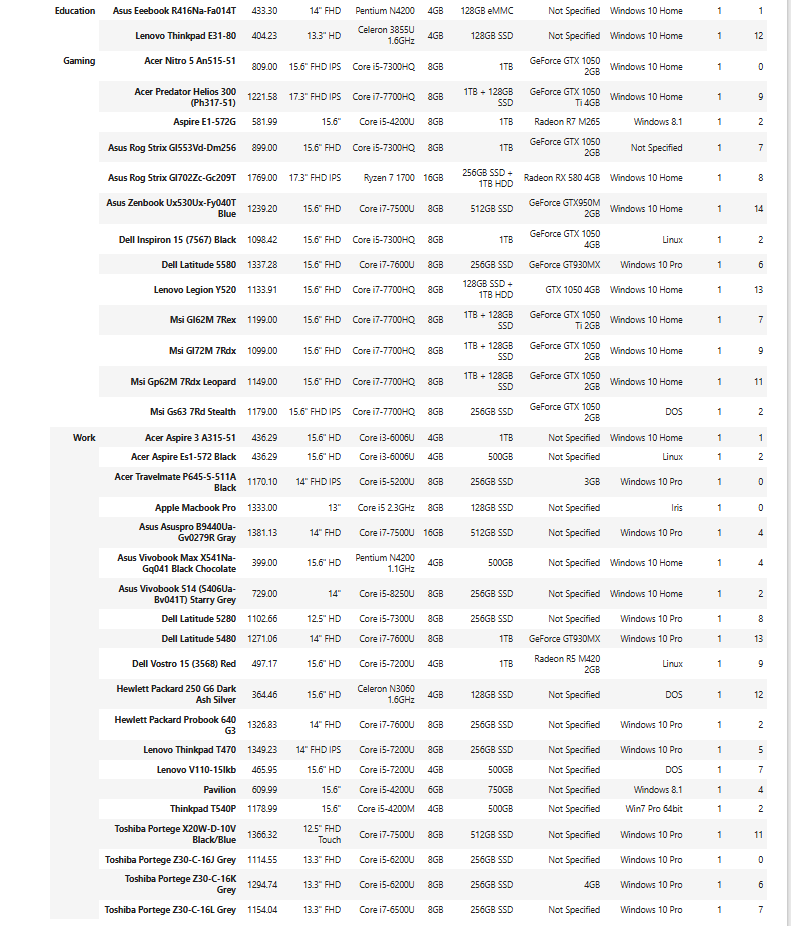 Education Asus Eeebook R416Na-Fa014T 433.30 14" FHD Pentium N4200 4GB 128GB eMMC Not Specified Windows 10 Home 1 1
Lenovo Thinkpad E31-80 404.23 13.3" HD Celeron 3855U 1.6GHz 4GB 128GB SSD Not Specified Windows 10 Home 1 12
Gaming Acer Nitro 5 An515-51 809.00 15.6" FHD IPS Core i5-7300HQ 8GB 1TB GeForce GTX 1050 2GB Windows 10 Home 1 0
Acer Predator Helios 300 (Ph317-51) 1221.58 17.3" FHD IPS Core i7-7700HQ 8GB 1TB + 128GB SSD GeForce GTX 1050 Ti 4GB Windows 10 Home 1 9
Aspire E1-572G 581.99 15.6" Core i5-4200U 8GB 1TB Radeon R7 M265 Windows 8.1 1 2
Asus Rog Strix Gl553Vd-Dm256 899.00 15.6" FHD Core i5-7300HQ 8GB 1TB GeForce GTX 1050 2GB Not Specified 1 7
Asus Rog Strix Gl702Zc-Gc209T 1769.00 17.3" FHD IPS Ryzen 7 1700 16GB 256GB SSD + 1TB HDD Radeon RX 580 4GB Windows 10 Home 1 8
Asus Zenbook Ux530Ux-Fy040T Blue 1239.20 15.6" FHD Core i7-7500U 8GB 512GB SSD GeForce GTX950M 2GB Windows 10 Home 1 14
Dell Inspiron 15 (7567) Black 1098.42 15.6" FHD Core i5-7300HQ 8GB 1TB GeForce GTX 1050 4GB Linux 1 2
Dell Latitude 5580 1337.28 15.6" FHD Core i7-7600U 8GB 256GB SSD GeForce GT930MX Windows 10 Pro 1 6
Lenovo Legion Y520 1133.91 15.6" FHD Core i7-7700HQ 8GB 128GB SSD + 1TB HDD GTX 1050 4GB Windows 10 Home 1 13
Msi Gl62M 7Rex 1199.00 15.6" FHD Core i7-7700HQ 8GB 1TB + 128GB SSD GeForce GTX 1050 Ti 2GB Windows 10 Home 1 7
Msi Gl72M 7Rdx 1099.00 15.6" FHD Core i7-7700HQ 8GB 1TB + 128GB SSD GeForce GTX 1050 2GB Windows 10 Home 1 9
Msi Gp62M 7Rdx Leopard 1149.00 15.6" FHD Core i7-7700HQ 8GB 1TB + 128GB SSD GeForce GTX 1050 2GB Windows 10 Home 1 11
Msi Gs63 7Rd Stealth 1179.00 15.6" FHD IPS Core i7-7700HQ 8GB 256GB SSD GeForce GTX 1050 2GB DOS 1 2
Work Acer Aspire 3 A315-51 436.29 15.6" HD Core i3-6006U 4GB 1TB Not Specified Windows 10 Home 1 1
Acer Aspire Es1-572 Black 436.29 15.6" HD Core i3-6006U 4GB 500GB Not Specified Linux 1 2
Acer Travelmate P645-S-511A Black 1170.10 14" FHD IPS Core i5-5200U 8GB 256GB SSD 3GB Windows 10 Pro 1 0
Apple Macbook Pro 1333.00 13" Core i5 2.3GHz 8GB 128GB SSD Not Specified Iris 1 0
Asus Asuspro B9440Ua-Gv0279R Gray 1381.13 14" FHD Core i7-7500U 16GB 512GB SSD Not Specified Windows 10 Pro 1 4
Asus Vivobook Max X541Na-Gq041 Black Chocolate 399.00 15.6" HD Pentium N4200 1.1GHz 4GB 500GB Not Specified Windows 10 Home 1 4
Asus Vivobook S14 (S406Ua-Bv041T) Starry Grey 729.00 14" Core i5-8250U 8GB 256GB SSD Not Specified Windows 10 Home 1 2
Dell Latitude 5280 1102.66 12.5" HD Core i5-7300U 8GB 256GB SSD Not Specified Windows 10 Pro 1 8
Dell Latitude 5480 1271.06 14" FHD Core i7-7600U 8GB 1TB GeForce GT930MX Windows 10 Pro 1 13
Dell Vostro 15 (3568) Red 497.17 15.6" HD Core i5-7200U 4GB 1TB Radeon R5 M420 2GB Linux 1 9
Hewlett Packard 250 G6 Dark Ash Silver 364.46 15.6" HD Celeron N3060 1.6GHz 4GB 128GB SSD Not Specified DOS 1 12
Hewlett Packard Probook 640 G3 1326.83 14" FHD Core i7-7600U 8GB 256GB SSD Not Specified Windows 10 Pro 1 2
Lenovo Thinkpad T470 1349.23 14" FHD IPS Core i5-7200U 8GB 256GB SSD Not Specified Windows 10 Pro 1 5
Lenovo V110-15Ikb 465.95 15.6" HD Core i5-7200U 4GB 500GB Not Specified DOS 1 7
Pavilion 609.99 15.6" Core i5-4200U 6GB 750GB Not Specified Windows 8.1 1 4
Thinkpad T540P 1178.99 15.6" Core i5-4200M 4GB 500GB Not Specified Win7 Pro 64bit 1 2
Toshiba Portege X20W-D-10V Black/Blue 1366.32 12.5" FHD Touch Core i7-7500U 8GB 512GB SSD Not Specified Windows 10 Pro 1 11
Toshiba Portege Z30-C-16J Grey 1114.55 13.3" FHD Core i5-6200U 8GB 256GB SSD Not Specified Windows 10 Pro 1 0
Toshiba Portege Z30-C-16K Grey 1294.74 13.3" FHD Core i5-6200U 8GB 256GB SSD 4GB Windows 10 Pro 1 6
Toshiba Portege Z30-C-16L Grey 1154.04 13.3" FHD Core i7-6500U 8GB 256GB SSD Not Specified Windows 10 Pro 1 7